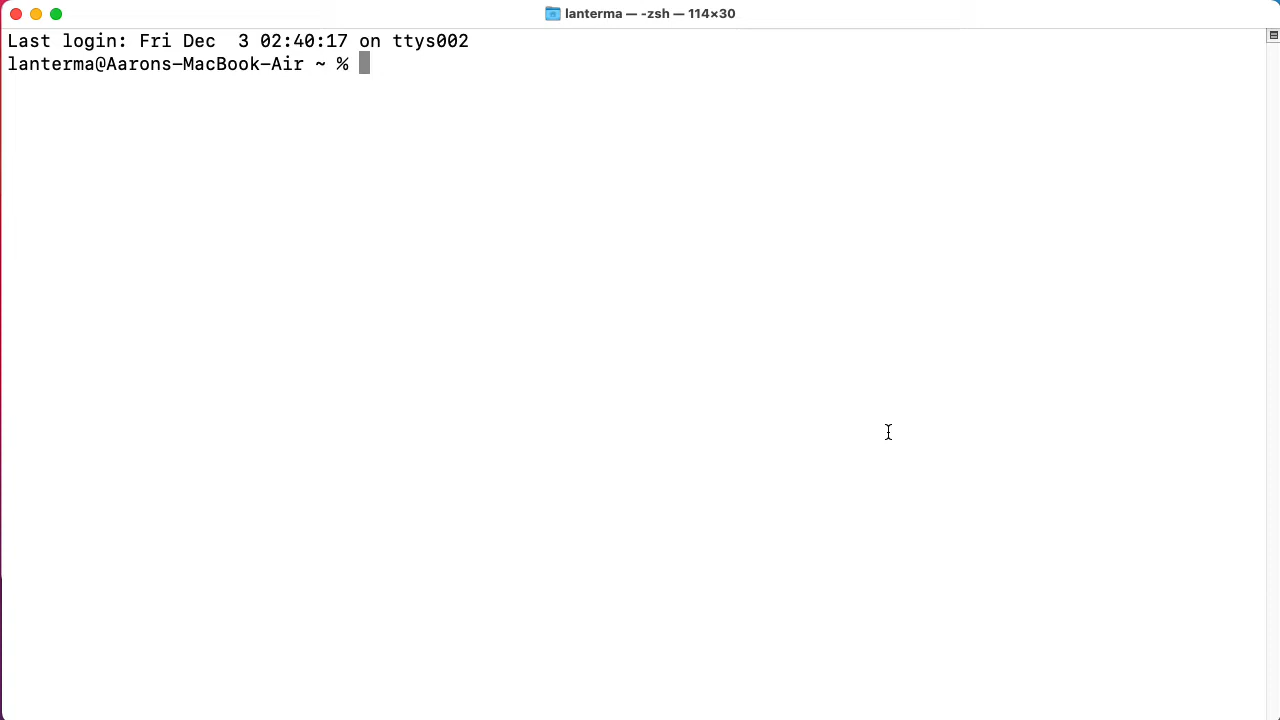 lanterma — -zsh — 114×30
Last login: Fri Dec  3 02:40:17 on ttys002
lanterma@Aarons-MacBook-Air ~ %